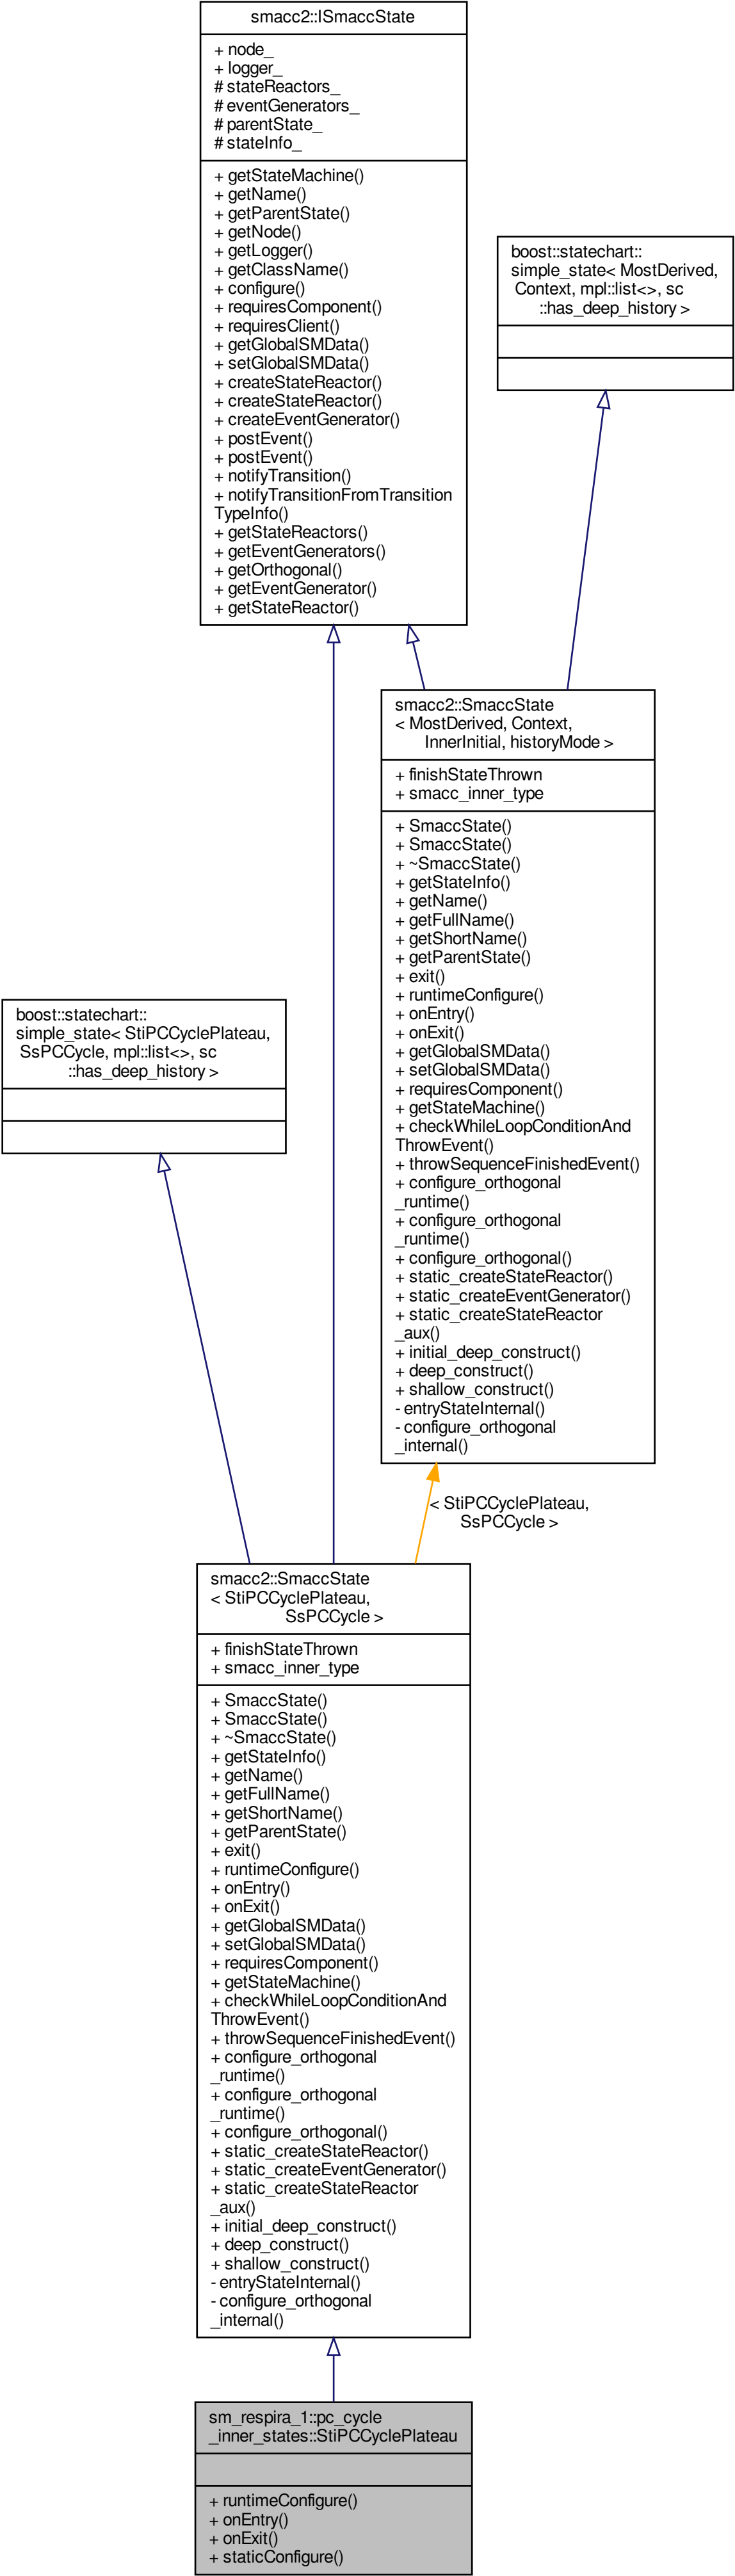 smacc2::ISmaccState
+ node_
+ logger_
# stateReactors_
# eventGenerators_
# parentState_
# stateInfo_
+ getStateMachine()
+ getName()
+ getParentState()
+ getNode()
+ getLogger()
+ getClassName()
+ configure()
+ requiresComponent()
+ requiresClient()
+ getGlobalSMData()
+ setGlobalSMData()
+ createStateReactor()
+ createStateReactor()
+ createEventGenerator()
+ postEvent()
+ postEvent()
+ notifyTransition()
+ notifyTransitionFromTransition
TypeInfo()
+ getStateReactors()
+ getEventGenerators()
+ getOrthogonal()
+ getEventGenerator()
+ getStateReactor()
boost::statechart::
simple_state< MostDerived,
Context, mpl::list<>, sc
::has_deep_history >
smacc2::SmaccState
< MostDerived, Context,
InnerInitial, historyMode >
+ finishStateThrown
+ smacc_inner_type
+ SmaccState()
+ SmaccState()
+ ~SmaccState()
+ getStateInfo()
+ getName()
+ getFullName()
+ getShortName()
+ getParentState()
+ exit()
+ runtimeConfigure()
+ onEntry()
+ onExit()
+ getGlobalSMData()
+ setGlobalSMData()
+ requiresComponent()
+ getStateMachine()
+ checkWhileLoopConditionAnd
ThrowEvent()
+ throwSequenceFinishedEvent()
+ configure_orthogonal
_runtime()
+ configure_orthogonal
_runtime()
+ configure_orthogonal()
+ static_createStateReactor()
+ static_createEventGenerator()
+ static_createStateReactor
_aux()
+ initial_deep_construct()
+ deep_construct()
+ shallow_construct()
- entryStateInternal()
- configure_orthogonal
_internal()
boost::statechart::
simple_state< StiPCCyclePlateau,
SsPCCycle, mpl::list<>, sc
::has_deep_history >
< StiPCCyclePlateau,
SsPCCycle >
smacc2::SmaccState
< StiPCCyclePlateau,
SsPCCycle >
+ finishStateThrown
+ smacc_inner_type
+ SmaccState()
+ SmaccState()
+ ~SmaccState()
+ getStateInfo()
+ getName()
+ getFullName()
+ getShortName()
+ getParentState()
+ exit()
+ runtimeConfigure()
+ onEntry()
+ onExit()
+ getGlobalSMData()
+ setGlobalSMData()
+ requiresComponent()
+ getStateMachine()
+ checkWhileLoopConditionAnd
ThrowEvent()
+ throwSequenceFinishedEvent()
+ configure_orthogonal
_runtime()
+ configure_orthogonal
_runtime()
+ configure_orthogonal()
+ static_createStateReactor()
+ static_createEventGenerator()
+ static_createStateReactor
_aux()
+ initial_deep_construct()
+ deep_construct()
+ shallow_construct()
- entryStateInternal()
- configure_orthogonal
_internal()
sm_respira_1::pc_cycle
_inner_states::StiPCCyclePlateau
+ runtimeConfigure()
+ onEntry()
+ onExit()
+ staticConfigure()